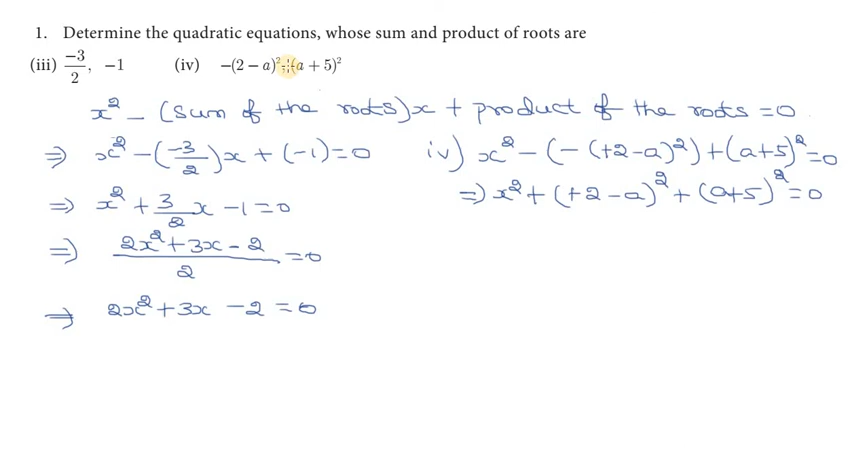 1. Determine the quadratic equations, whose sum and product of roots are
(iii) −3/2, −1 (iv) −(2 − a)², (a + 5)²
x² − (sum of the roots)x + product of the roots = 0
⇒ x² − (−3/2)x + (−1) = 0
⇒ x² + 3/2 x − 1 = 0
⇒ 2x² + 3x − 2 / 2 = 0
⇒ 2x² + 3x − 2 = 0
iv) x² − (−(+2−a)²) + (a+5)² = 0
⇒ x² + (+2−a)² + (a+5)² = 0